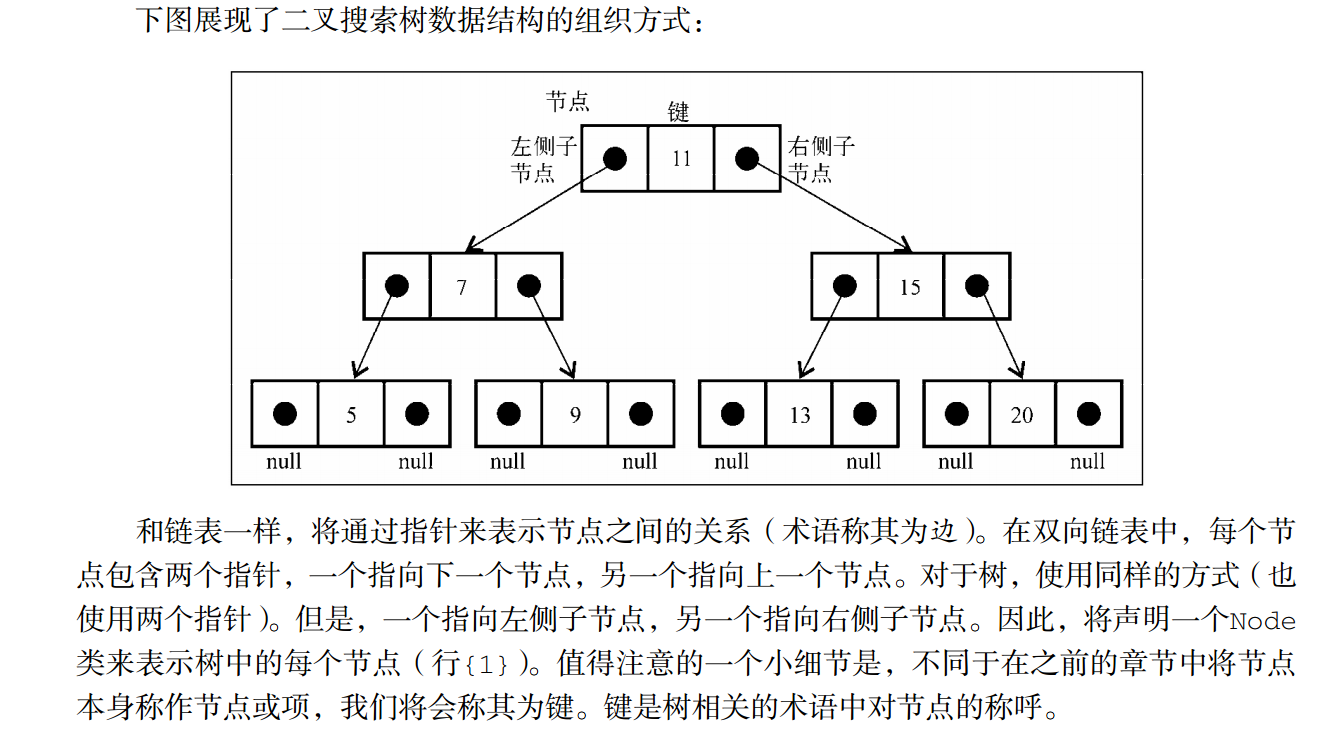 下图展现了二叉搜索树数据结构的组织方式：
节点
键
左侧子
节点
11
右侧子
节点
7
15
5
9
13
20
null
null
null
null
null
null
null
null
和链表一样，将通过指针来表示节点之间的关系（术语称其为边）。在双向链表中，每个节
点包含两个指针，一个指向下一个节点，另一个指向上一个节点。对于树，使用同样的方式（也
使用两个指针）。但是，一个指向左侧子节点，另一个指向右侧子节点。因此，将声明一个Node
类来表示树中的每个节点（行{1}）。值得注意的一个小细节是，不同于在之前的章节中将节点
本身称作节点或项，我们将会称其为键。键是树相关的术语中对节点的称呼。